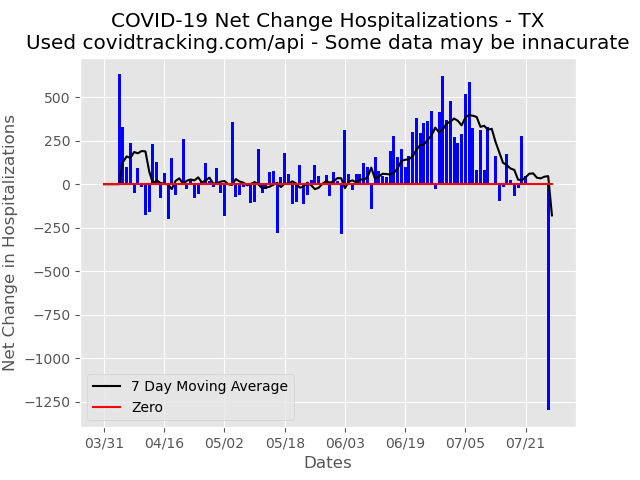 COVID-19 Net Change Hospitalizations - TX
Used covidtracking.com/api - Some data may be innacurate
Net Change in Hospitalizations
500
250
0
−250
−500
−750
−1000
−1250
7 Day Moving Average
Zero
03/31 04/16 05/02 05/18 06/03 06/19 07/05 07/21
Dates